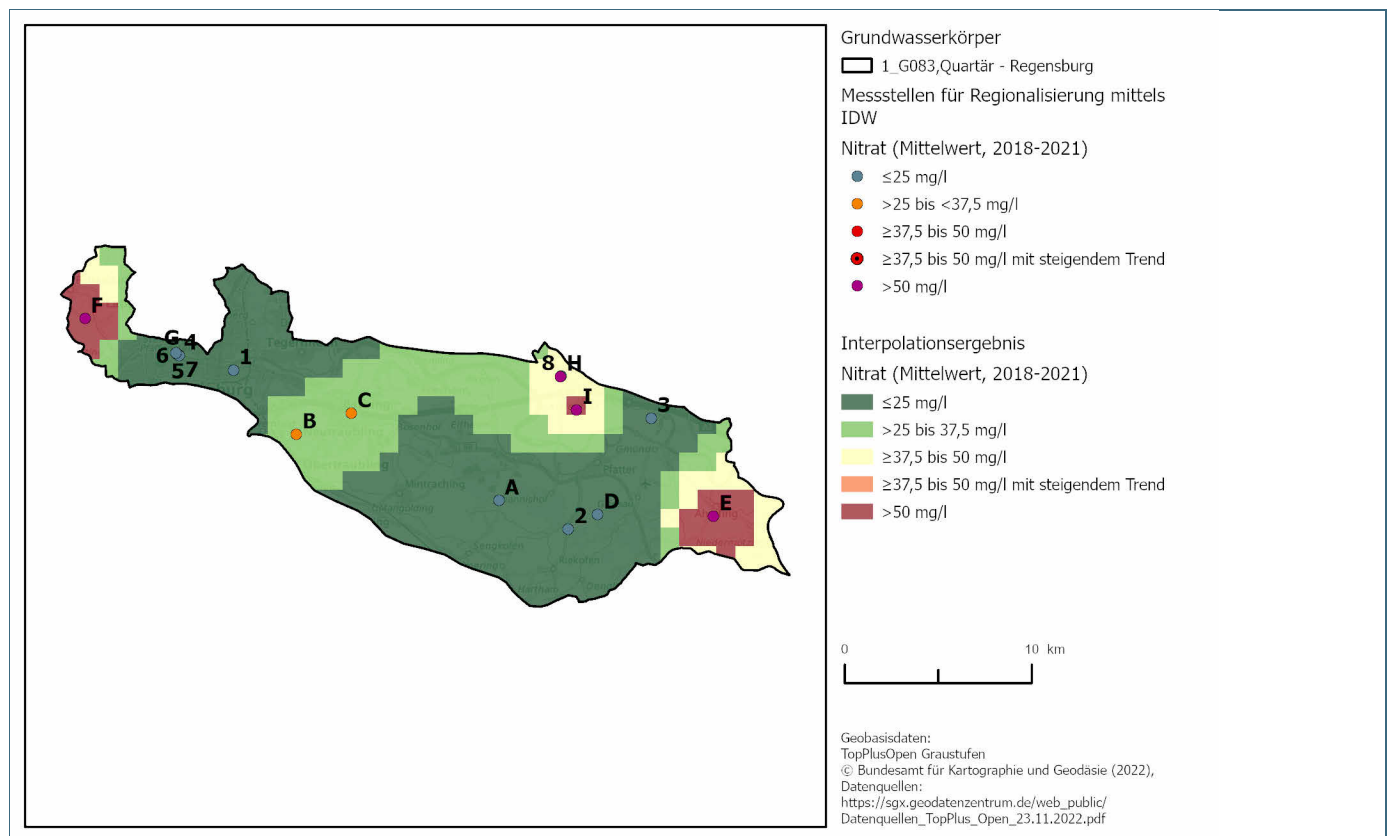 Grundwasserkörper
1_G083,Quartär - Regensburg
Messstellen für Regionalisierung mittels
IDW
Nitrat (Mittelwert, 2018-2021)
≤25 mg/l
>25 bis <37,5 mg/l
≥37,5 bis 50 mg/l
≥37,5 bis 50 mg/l mit steigendem Trend
>50 mg/l
Interpolationsergebnis
Nitrat (Mittelwert, 2018-2021)
≤25 mg/l
>25 bis 37,5 mg/l
≥37,5 bis 50 mg/l
≥37,5 bis 50 mg/l mit steigendem Trend
>50 mg/l
0 10 km
Geobasisdaten:
TopPlusOpen Graustufen
© Bundesamt für Kartographie und Geodäsie (2022),
Datenquellen:
https://sgx.geodatenzentrum.de/web_public/
Datenquellen_TopPlus_Open_23.11.2022.pdf
F
G 4
6
57
1
8 H
I
C
B
3
A
2
D
E
Mintraching
Pfatter
Sengkofen